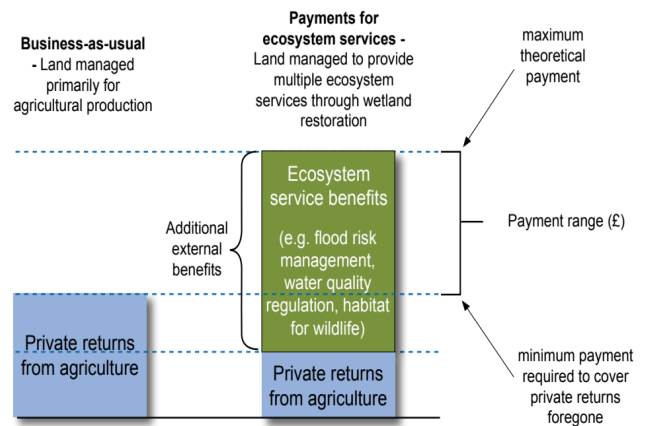 Business-as-usual
- Land managed
primarily for
agricultural production
Payments for
ecosystem services -
Land managed to provide
multiple ecosystem
services through wetland
restoration
maximum
theoretical
payment
Ecosystem
service benefits
(e.g. flood risk
management,
water quality
regulation, habitat
for wildlife)
Additional
external
benefits
Payment range (£)
Private returns
from agriculture
Private returns
from agriculture
minimum payment
required to cover
private returns
foregone